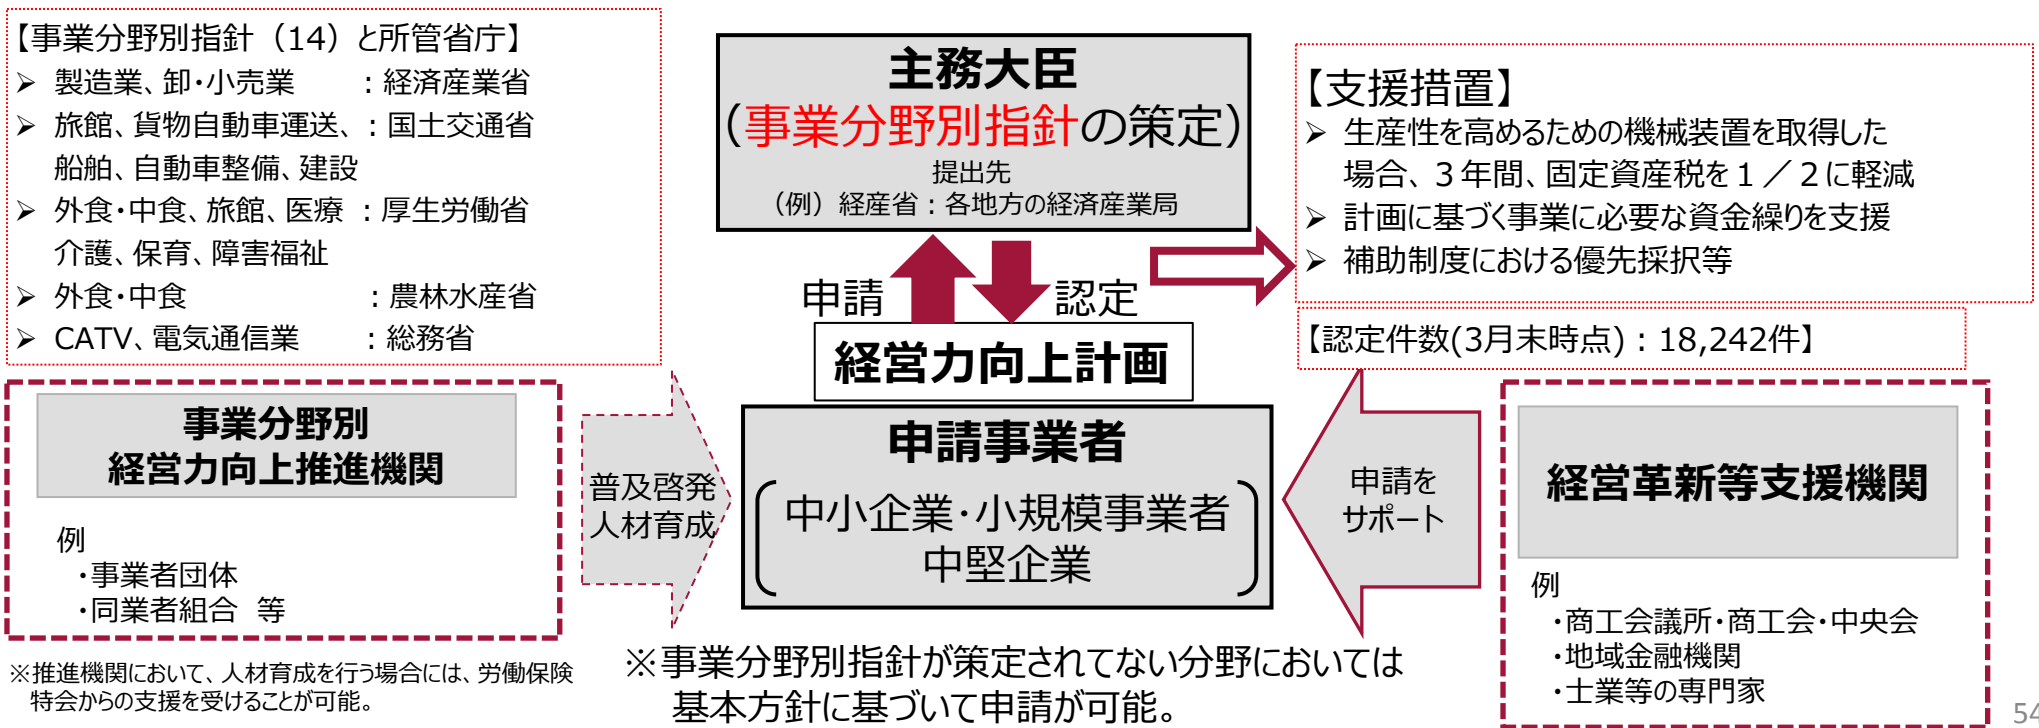 【事業分野別指針（14）と所管省庁】
➢ 製造業、卸・小売業　　：経済産業省
➢ 旅館、貨物自動車運送、：国土交通省
船舶、自動車整備、建設
➢ 外食・中食、旅館、医療　：厚生労働省
介護、保育、障害福祉
➢ 外食・中食　　　　　：農林水産省
➢ CATV、電気通信業　　：総務省
主務大臣
（事業分野別指針の策定）
提出先
（例）経産省：各地方の経済産業局
申請
認定
【支援措置】
➢ 生産性を高めるための機械装置を取得した
場合、３年間、固定資産税を１／２に軽減
➢ 計画に基づく事業に必要な資金繰りを支援
➢ 補助制度における優先採択等
【認定件数(3月末時点)：18,242件】
経営力向上計画
事業分野別
経営力向上推進機関
例
・事業者団体
・同業者組合　等
普及啓発
人材育成
申請事業者
中小企業・小規模事業者
中堅企業
申請を
サポート
経営革新等支援機関
例
・商工会議所・商工会・中央会
・地域金融機関
・士業等の専門家
※推進機関において、人材育成を行う場合には、労働保険
特会からの支援を受けることが可能。
※事業分野別指針が策定されてない分野においては
基本方針に基づいて申請が可能。
54